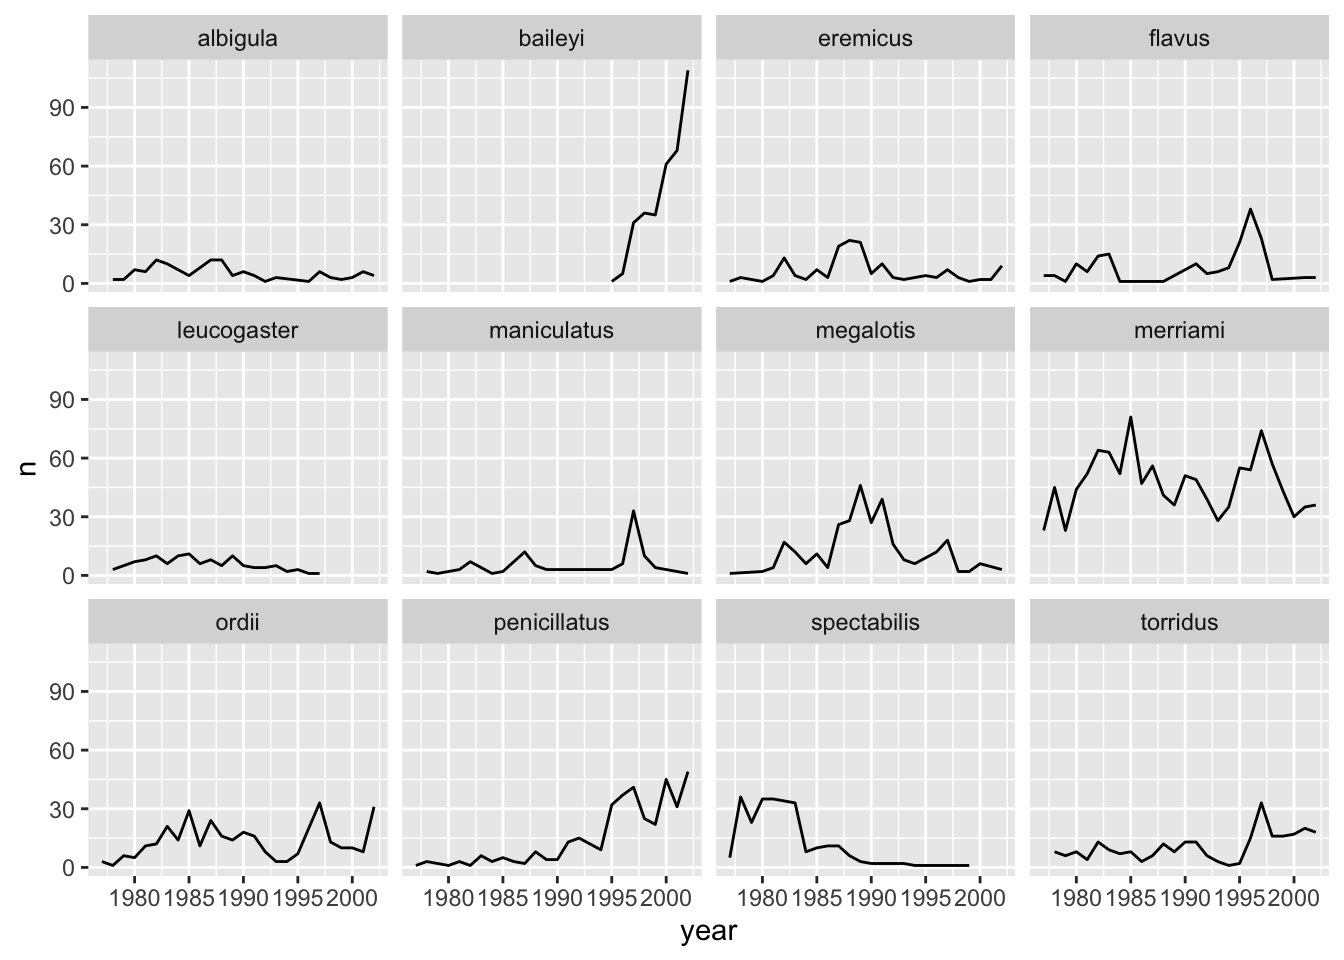 albigula baileyi eremicus flavus
90
60
30
0
leucogaster maniculatus megalotis merriami
90
60
30
0
n
ordii penicillatus spectabilis torridus
90
60
30
0
1980 1985 1990 1995 2000 1980 1985 1990 1995 2000 1980 1985 1990 1995 2000 1980 1985 1990 1995 2000
year